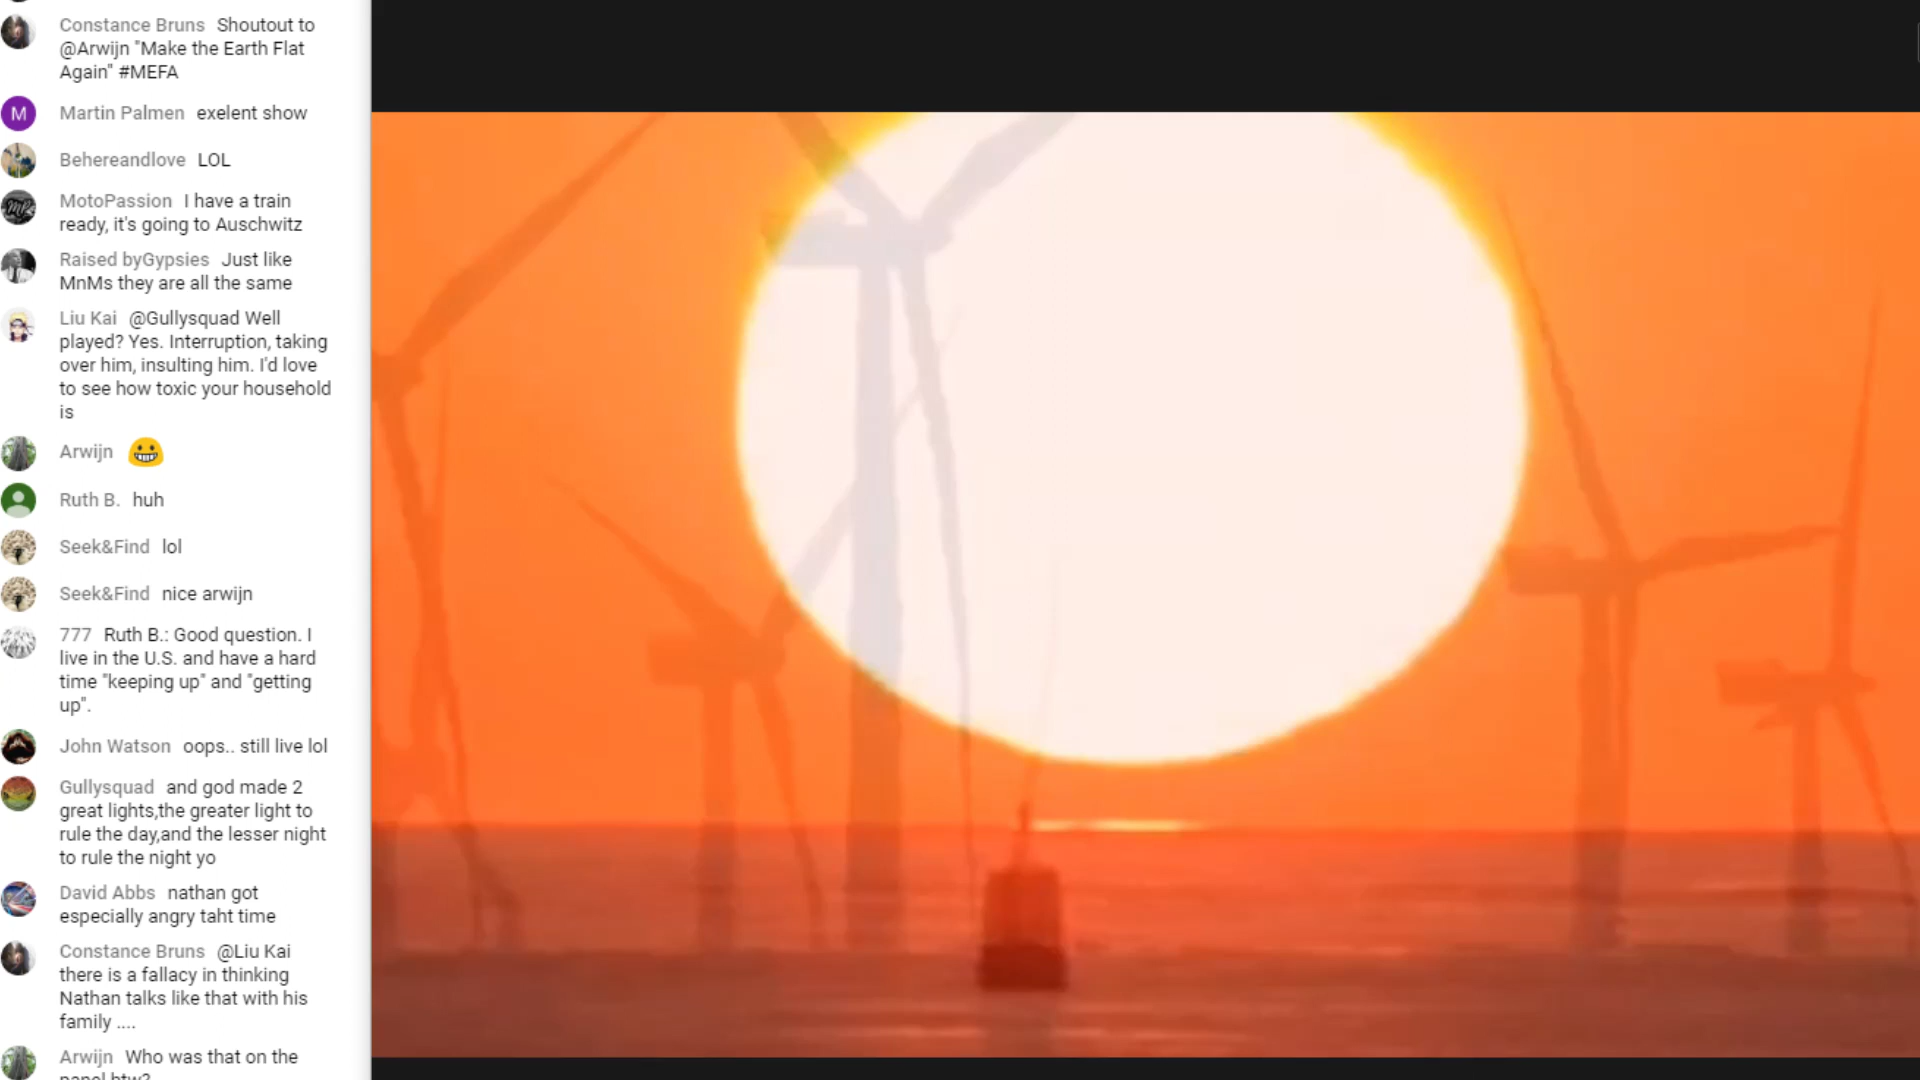 Constance Bruns Shoutout to
@Arwijn "Make the Earth Flat
Again" #MEFA
M
Martin Palmen exelent show
Behereandlove LOL
MotoPassion I have a train
ready, it's going to Auschwitz
Raised byGypsies Just like
MnMs they are all the same
Liu Kai @Gullysquad Well
played? Yes. Interruption, taking
over him, insulting him. I'd love
to see how toxic your household
is
Arwijn
Ruth B. huh
Seek&Find lol
Seek&Find nice arwijn
777 Ruth B.: Good question. I
live in the U.S. and have a hard
time "keeping up" and "getting
up".
John Watson oops.. still live lol
Gullysquad and god made 2
great lights,the greater light to
rule the day,and the lesser night
to rule the night yo
David Abbs nathan got
especially angry taht time
Constance Bruns @Liu Kai
there is a fallacy in thinking
Nathan talks like that with his
family ....
Arwijn Who was that on the
panel btw?